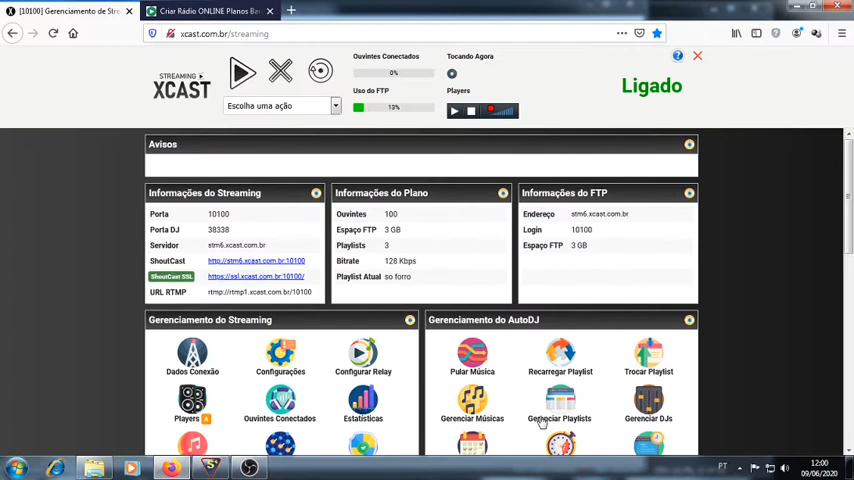 [10100] Gerenciamento de Stre
Criar Rádio ONLINE Planos Ba
xcast.com.br/streaming
STREAMING
XCAST
Escolha uma ação
Ouvintes Conectados
0%
Uso do FTP
13%
Tocando Agora
Players
Ligado
Avisos
Informações do Streaming
Porta 10100
Porta DJ 38338
Servidor stm6.xcast.com.br
ShoutCast http://stm6.xcast.com.br:10100
ShoutCast SSL https://ssl.xcast.com.br:10100/
URL RTMP rtmp://rtmp1.xcast.com.br/10100
Informações do Plano
Ouvintes 100
Espaço FTP 3 GB
Playlists 3
Bitrate 128 Kbps
Playlist Atual so forro
Informações do FTP
Endereço stm6.xcast.com.br
Login 10100
Espaço FTP 3 GB
Gerenciamento do Streaming
Dados Conexão
Configurações
Configurar Relay
Players A
Ouvintes Conectados
Estatísticas
Gerenciamento do AutoDJ
Pular Música
Recarregar Playlist
Trocar Playlist
Gerenciar Músicas
Gerenciar Playlists
Gerenciar DJs
PT
12:00
09/06/2020